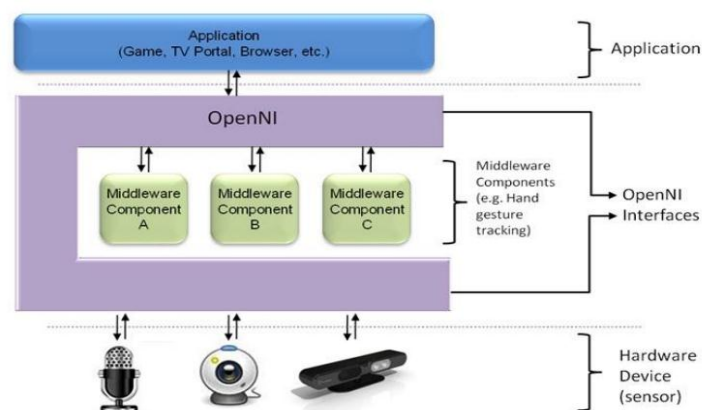 Application
(Game, TV Portal, Browser, etc.)
Application
OpenNI
Middleware
Component
A
Middleware
Component
B
Middleware
Component
C
Middleware
Components
(e.g. Hand
gesture
tracking)
OpenNI
Interfaces
Hardware
Device
(sensor)